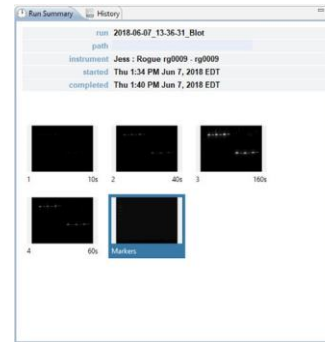 Run Summary History
run 2018-06-07_13-36-31_Blot
path
instrument Jess : Rogue rg0009 - rg0009
started Thu 1:34 PM Jun 7, 2018 EDT
completed Thu 1:40 PM Jun 7, 2018 EDT
1 10s 2 40s 3 160s
4 60s Markers